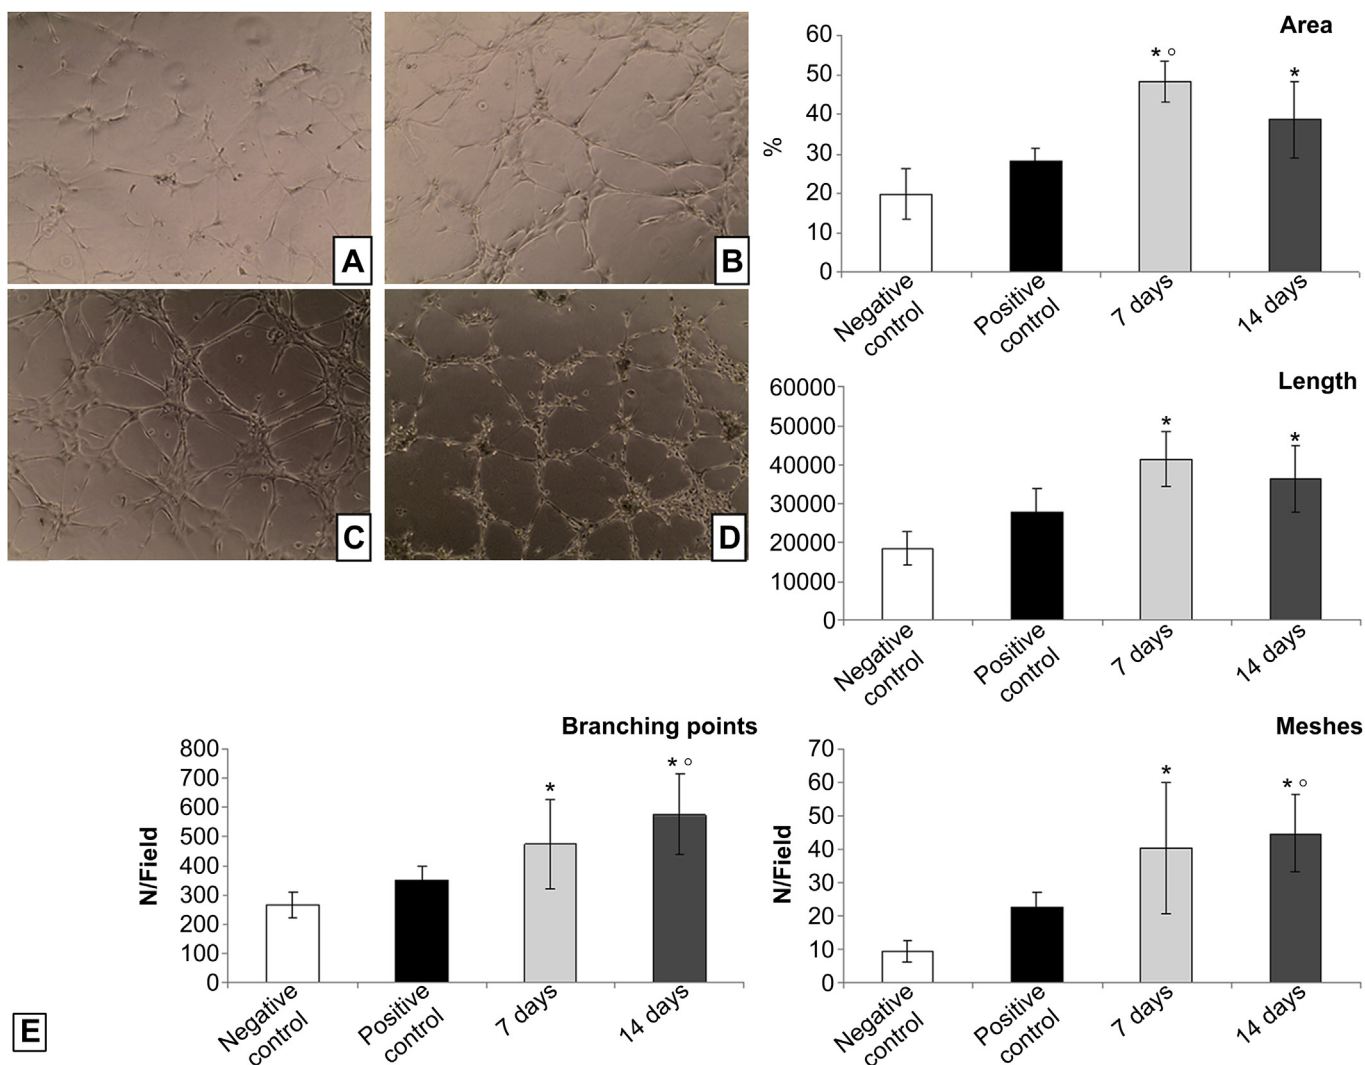 A
B
C
D
Area
%
60
50
40
30
20
10
0
* °
*
Negative
control
Positive
control
7 days
14 days
Length
60000
50000
40000
30000
20000
10000
0
*
*
Negative
control
Positive
control
7 days
14 days
Branching points
N/Field
800
700
600
500
400
300
200
100
0
*
* °
Negative
control
Positive
control
7 days
14 days
Meshes
N/Field
70
60
50
40
30
20
10
0
*
* °
Negative
control
Positive
control
7 days
14 days
E